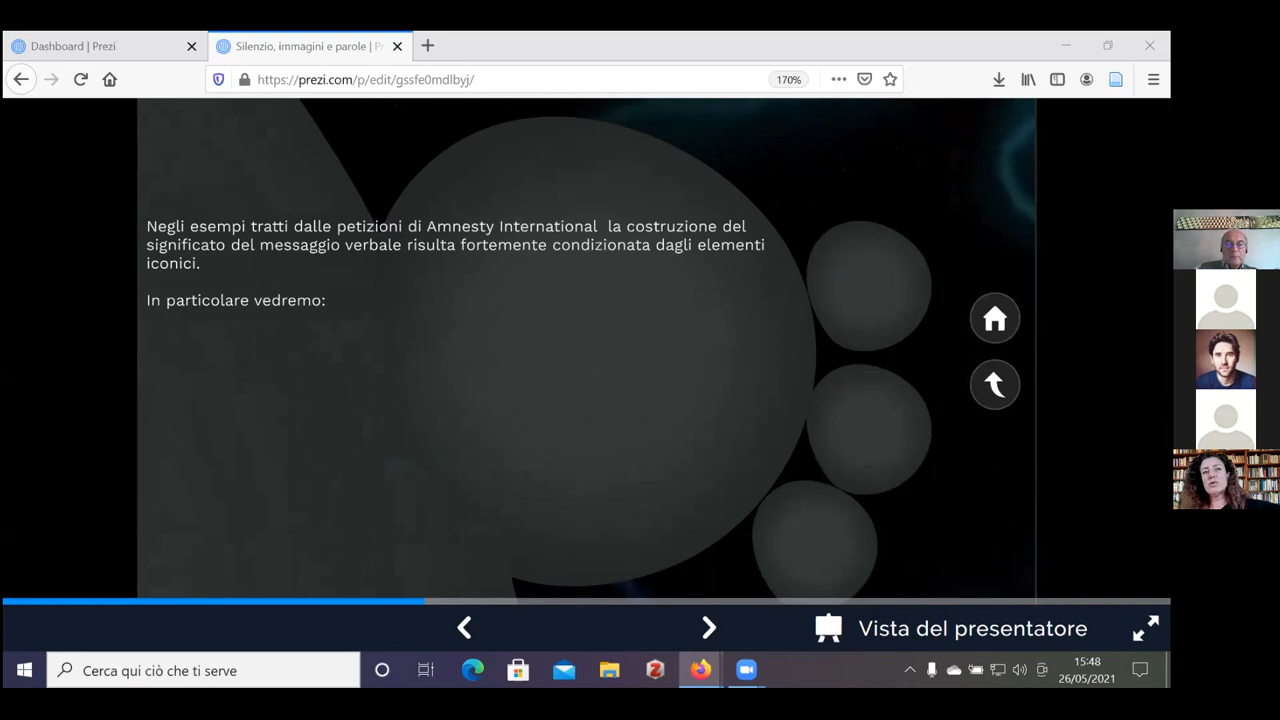 Dashboard | Prezi
Silenzio, immagini e parole | Pr
https://prezi.com/p/edit/gssfe0mdlbyj/
170%
Negli esempi tratti dalle petizioni di Amnesty International la costruzione del
significato del messaggio verbale risulta fortemente condizionata dagli elementi
iconici.
In particolare vedremo:
Vista del presentatore
Cerca qui ciò che ti serve
15:48
26/05/2021